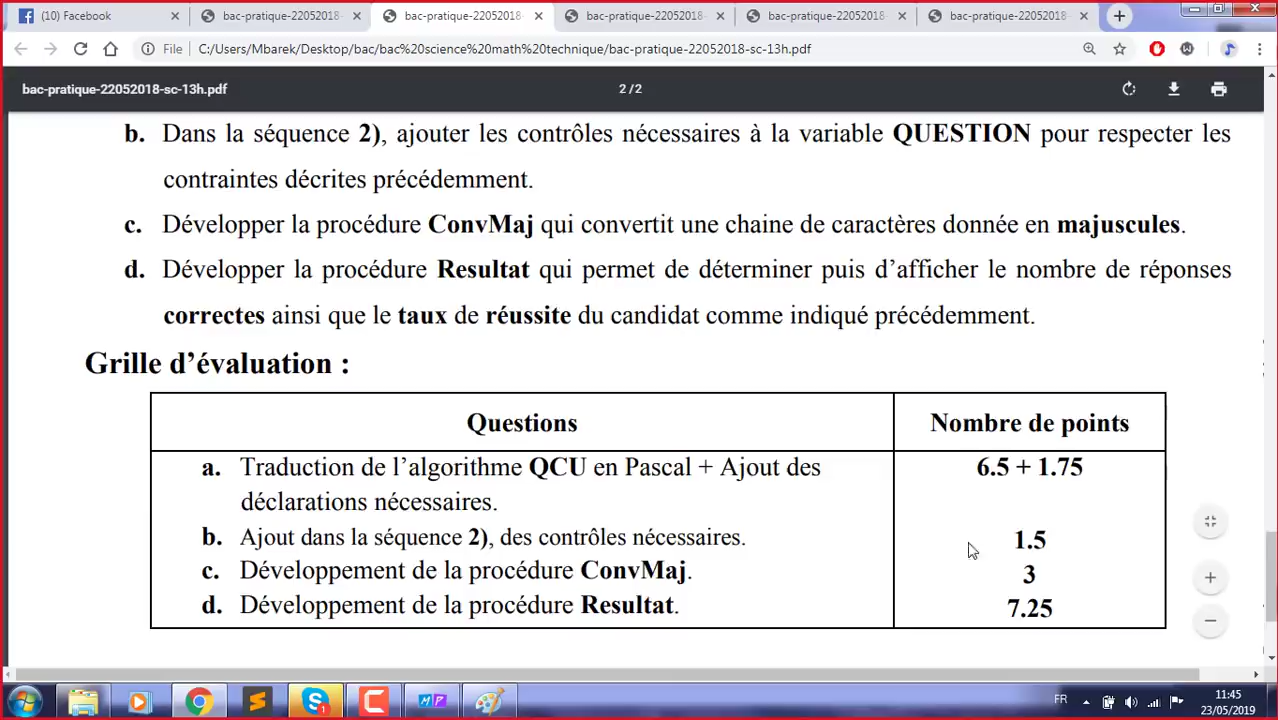 (10) Facebook
bac-pratique-22052018-
bac-pratique-22052018-
bac-pratique-22052018-
bac-pratique-22052018-
bac-pratique-22052018-
File
C:/Users/Mbarek/Desktop/bac/bac%20science%20math%20technique/bac-pratique-22052018-sc-13h.pdf
bac-pratique-22052018-sc-13h.pdf
2 / 2
b. Dans la séquence 2), ajouter les contrôles nécessaires à la variable QUESTION pour respecter les
contraintes décrites précédemment.
c. Développer la procédure ConvMaj qui convertit une chaine de caractères donnée en majuscules.
d. Développer la procédure Resultat qui permet de déterminer puis d’afficher le nombre de réponses
correctes ainsi que le taux de réussite du candidat comme indiqué précédemment.
Grille d’évaluation :
Questions
Nombre de points
a. Traduction de l’algorithme QCU en Pascal + Ajout des
déclarations nécessaires.
6.5 + 1.75
b. Ajout dans la séquence 2), des contrôles nécessaires.
1.5
c. Développement de la procédure ConvMaj.
3
d. Développement de la procédure Resultat.
7.25
FR
11:45
23/05/2019